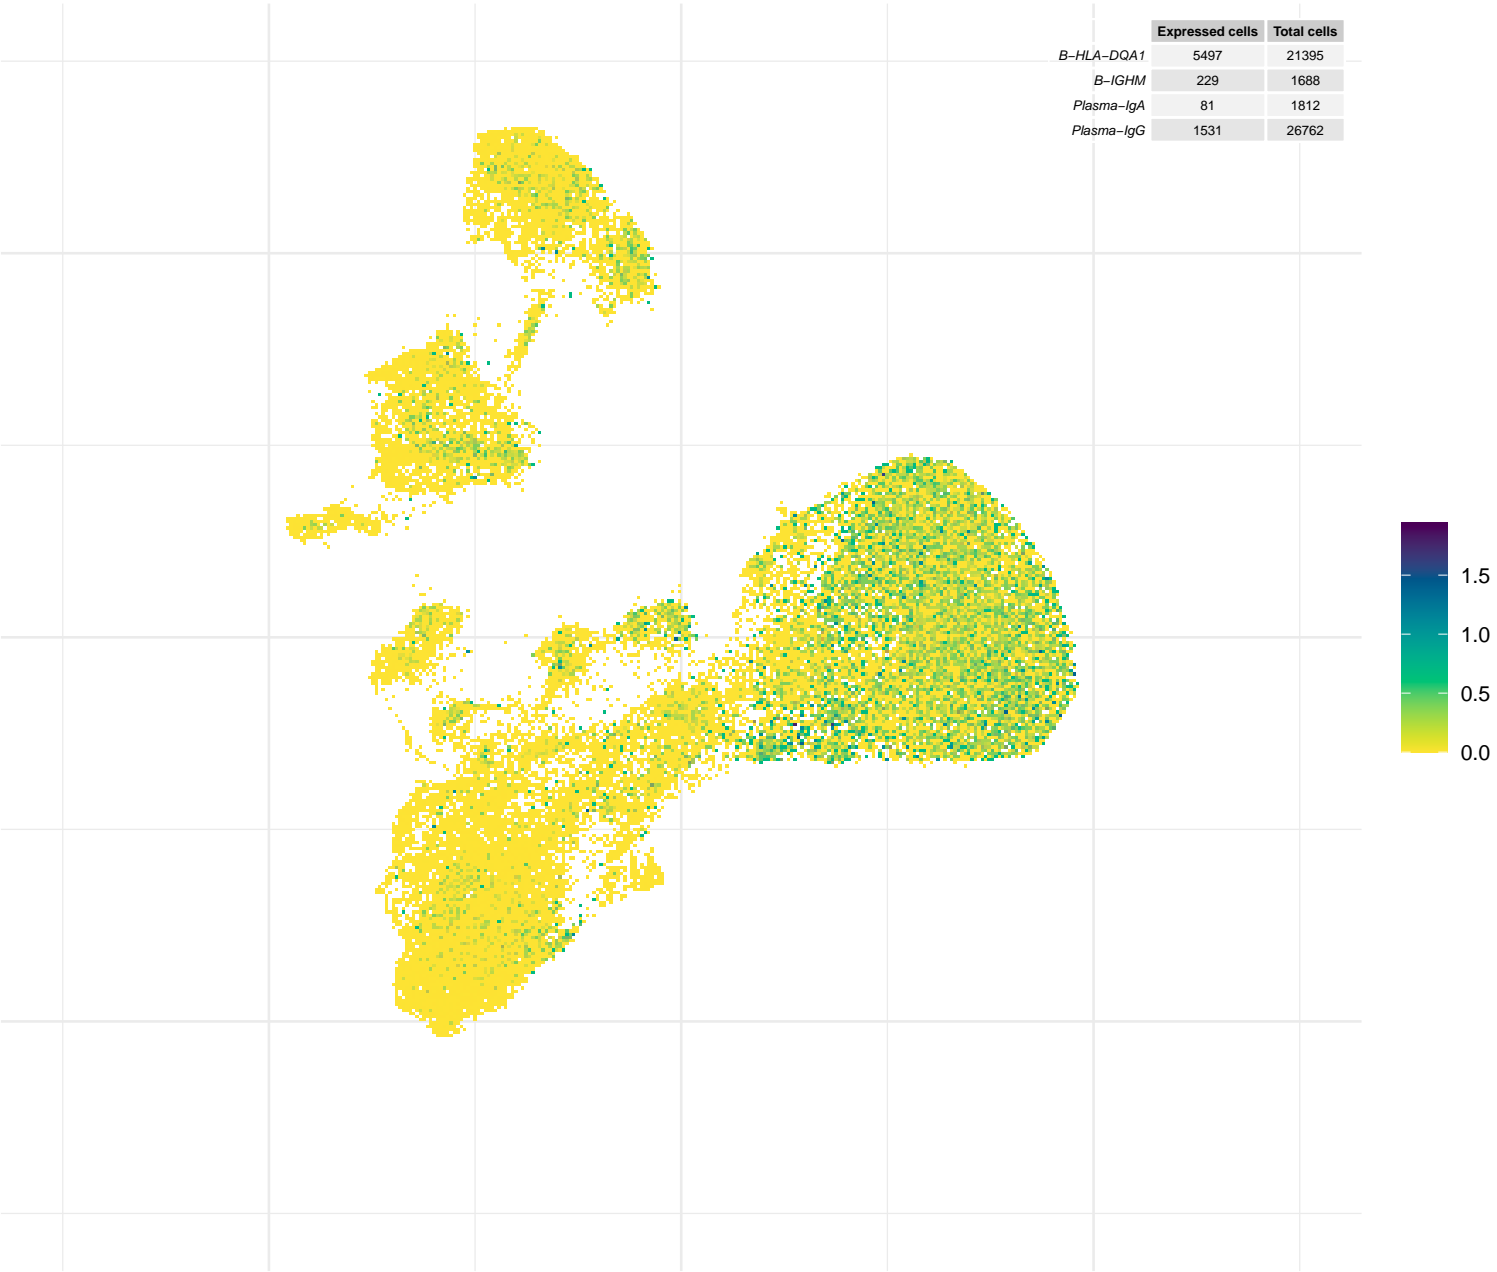 Expressed cells Total cells
B−HLA−DQA1 5497 21395
B−IGHM 229 1688
Plasma−IgA 81 1812
Plasma−IgG 1531 26762
1.5
1.0
0.5
0.0